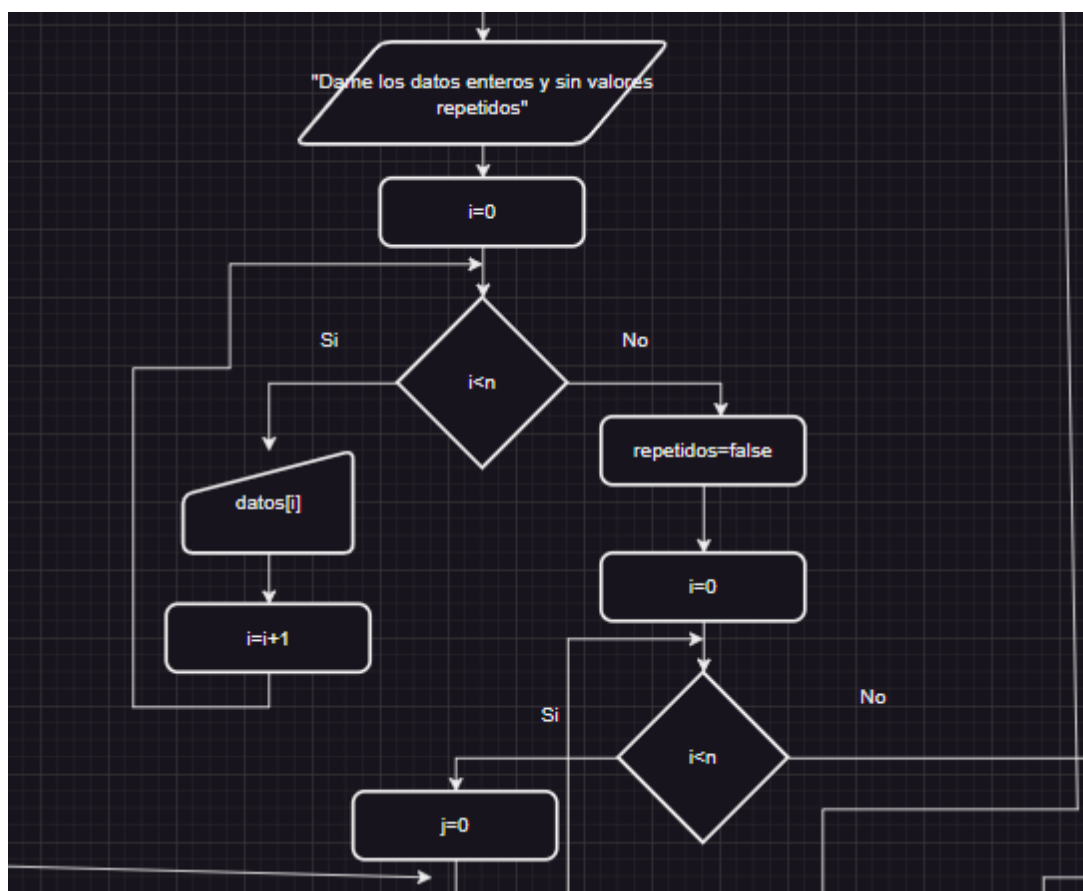 "Dame los datos enteros y sin valores
repetidos"
i=0
Si
No
i<n
repetidos=false
datos[i]
i=0
i=i+1
Si
No
i<n
j=0